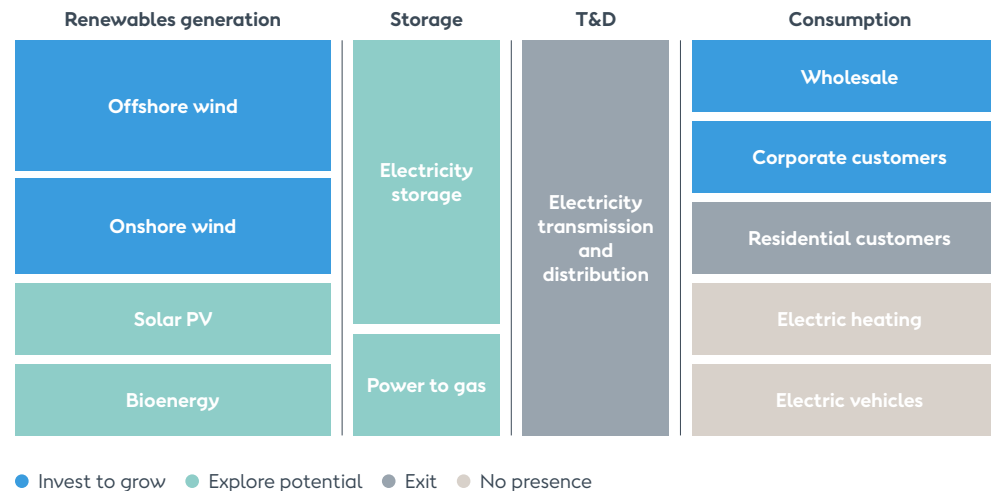 Renewables generation
Storage
T&D
Consumption
Offshore wind
Onshore wind
Solar PV
Bioenergy
Electricity
storage
Power to gas
Electricity
transmission
and
distribution
Wholesale
Corporate customers
Residential customers
Electric heating
Electric vehicles
Invest to grow
Explore potential
Exit
No presence